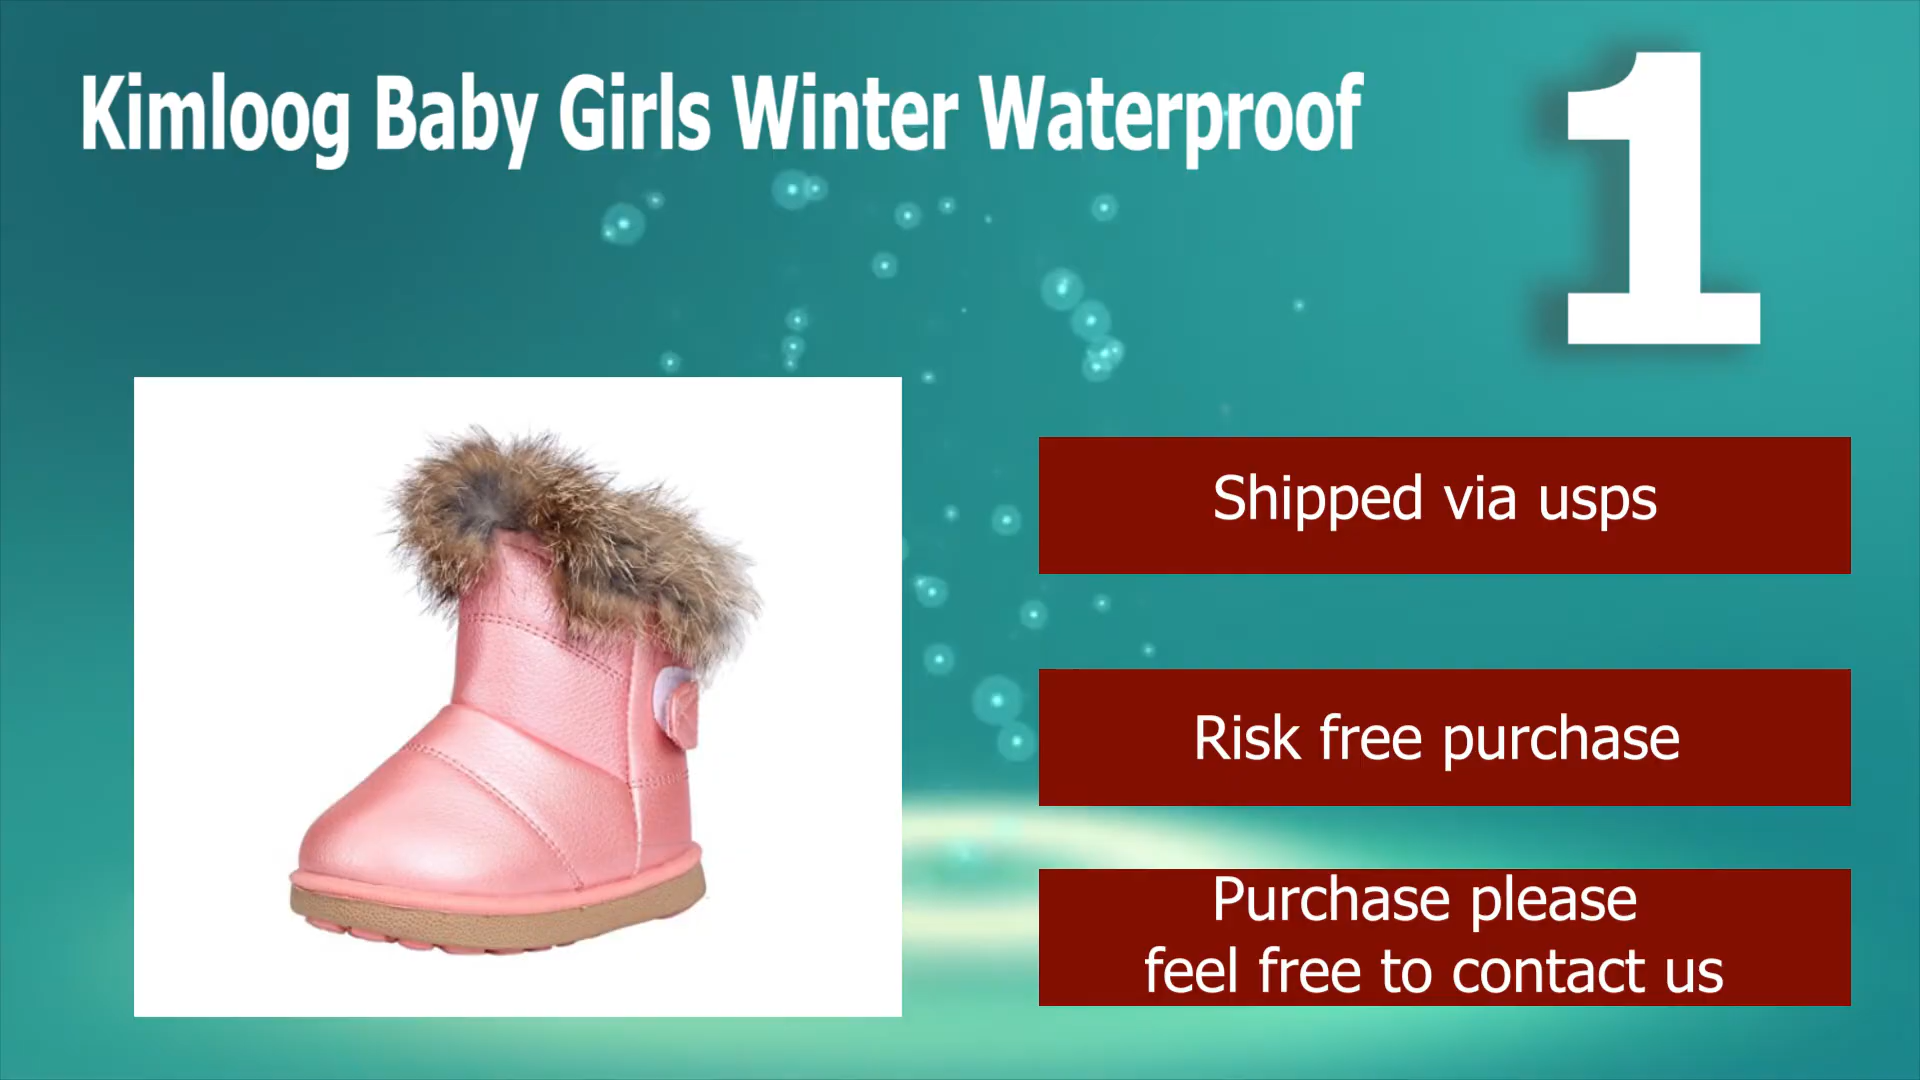 Kimloog Baby Girls Winter Waterproof
1
Shipped via usps
Risk free purchase
Purchase please
feel free to contact us